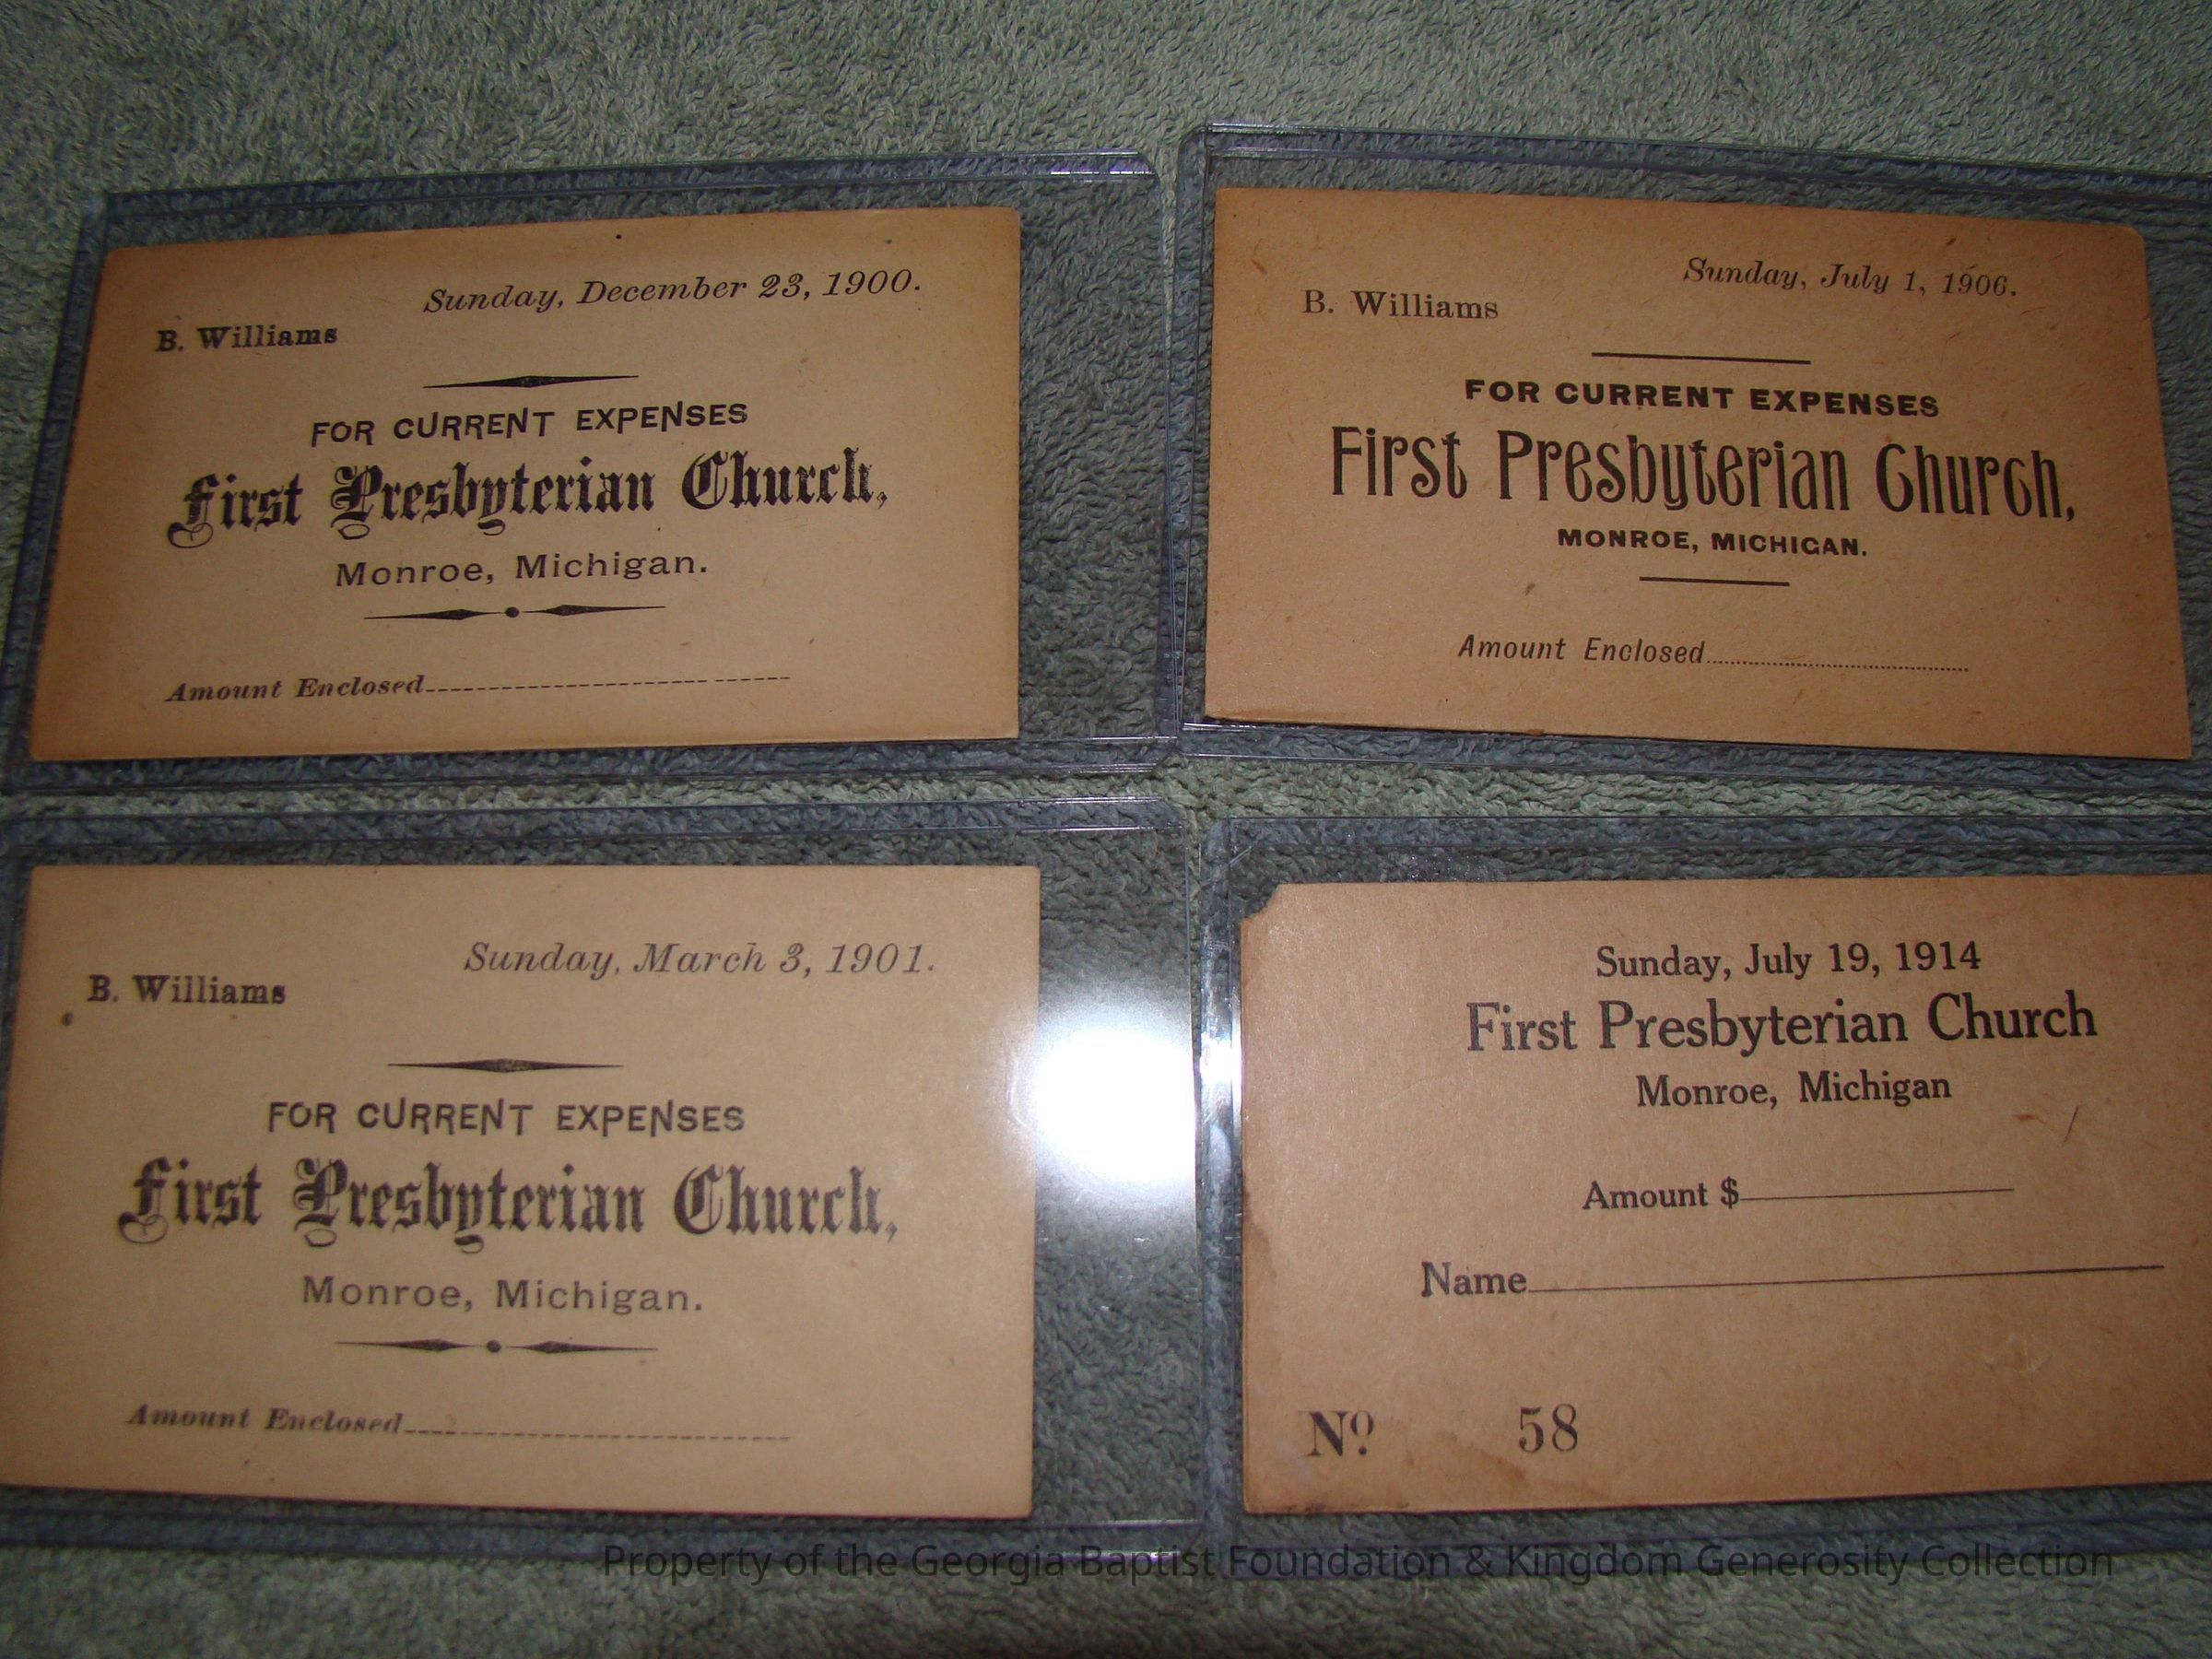 Sunday, December 23, 1900.
B. Williams
FOR CURRENT EXPENSES
First Presbyterian Church,
Monroe, Michigan.
Amount Enclosed
Sunday, July 1, 1906.
B. Williams
FOR CURRENT EXPENSES
First Presbyterian Church,
MONROE, MICHIGAN.
Amount Enclosed
Sunday, March 3, 1901.
B. Williams
FOR CURRENT EXPENSES
First Presbyterian Church,
Monroe, Michigan.
Amount Enclosed
Sunday, July 19, 1914
First Presbyterian Church
Monroe, Michigan
Amount $
Name
No. 58
Property of the Georgia Baptist Foundation & Kingdom Generosity Collection